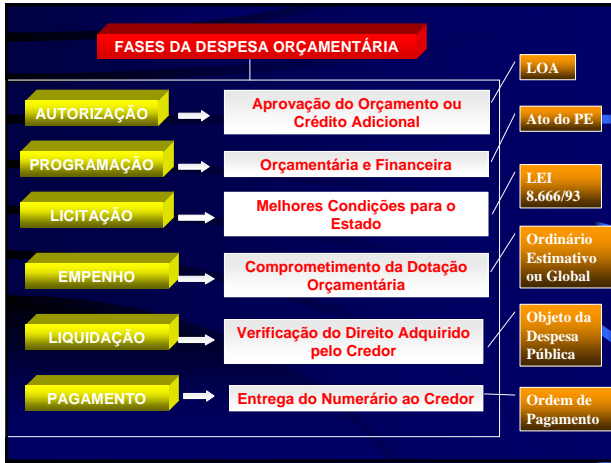 FASES DA DESPESA ORÇAMENTÁRIA
LOA
AUTORIZAÇÃO
Aprovação do Orçamento ou
Crédito Adicional
Ato do PE
PROGRAMAÇÃO
Orçamentária e Financeira
LEI
8.666/93
LICITAÇÃO
Melhores Condições para o
Estado
Ordinário
Estimativo
ou Global
EMPENHO
Comprometimento da Dotação
Orçamentária
Objeto da
Despesa
Pública
LIQUIDAÇÃO
Verificação do Direito Adquirido
pelo Credor
PAGAMENTO
Entrega do Numerário ao Credor
Ordem de
Pagamento